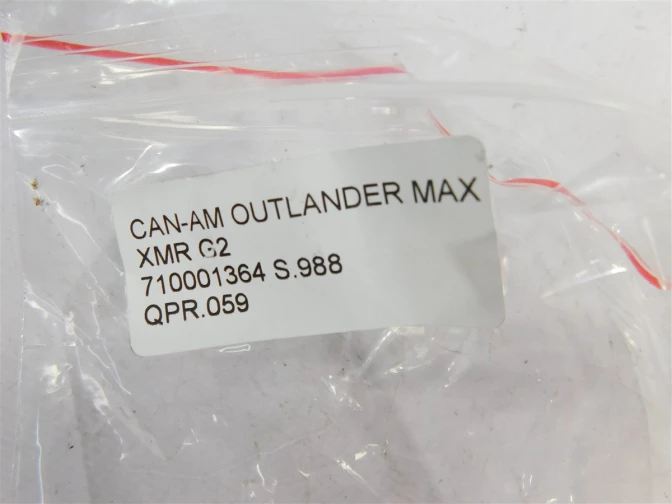 CAN-AM OUTLANDER MAX
XMR G2
710001364 S.988
QPR.059